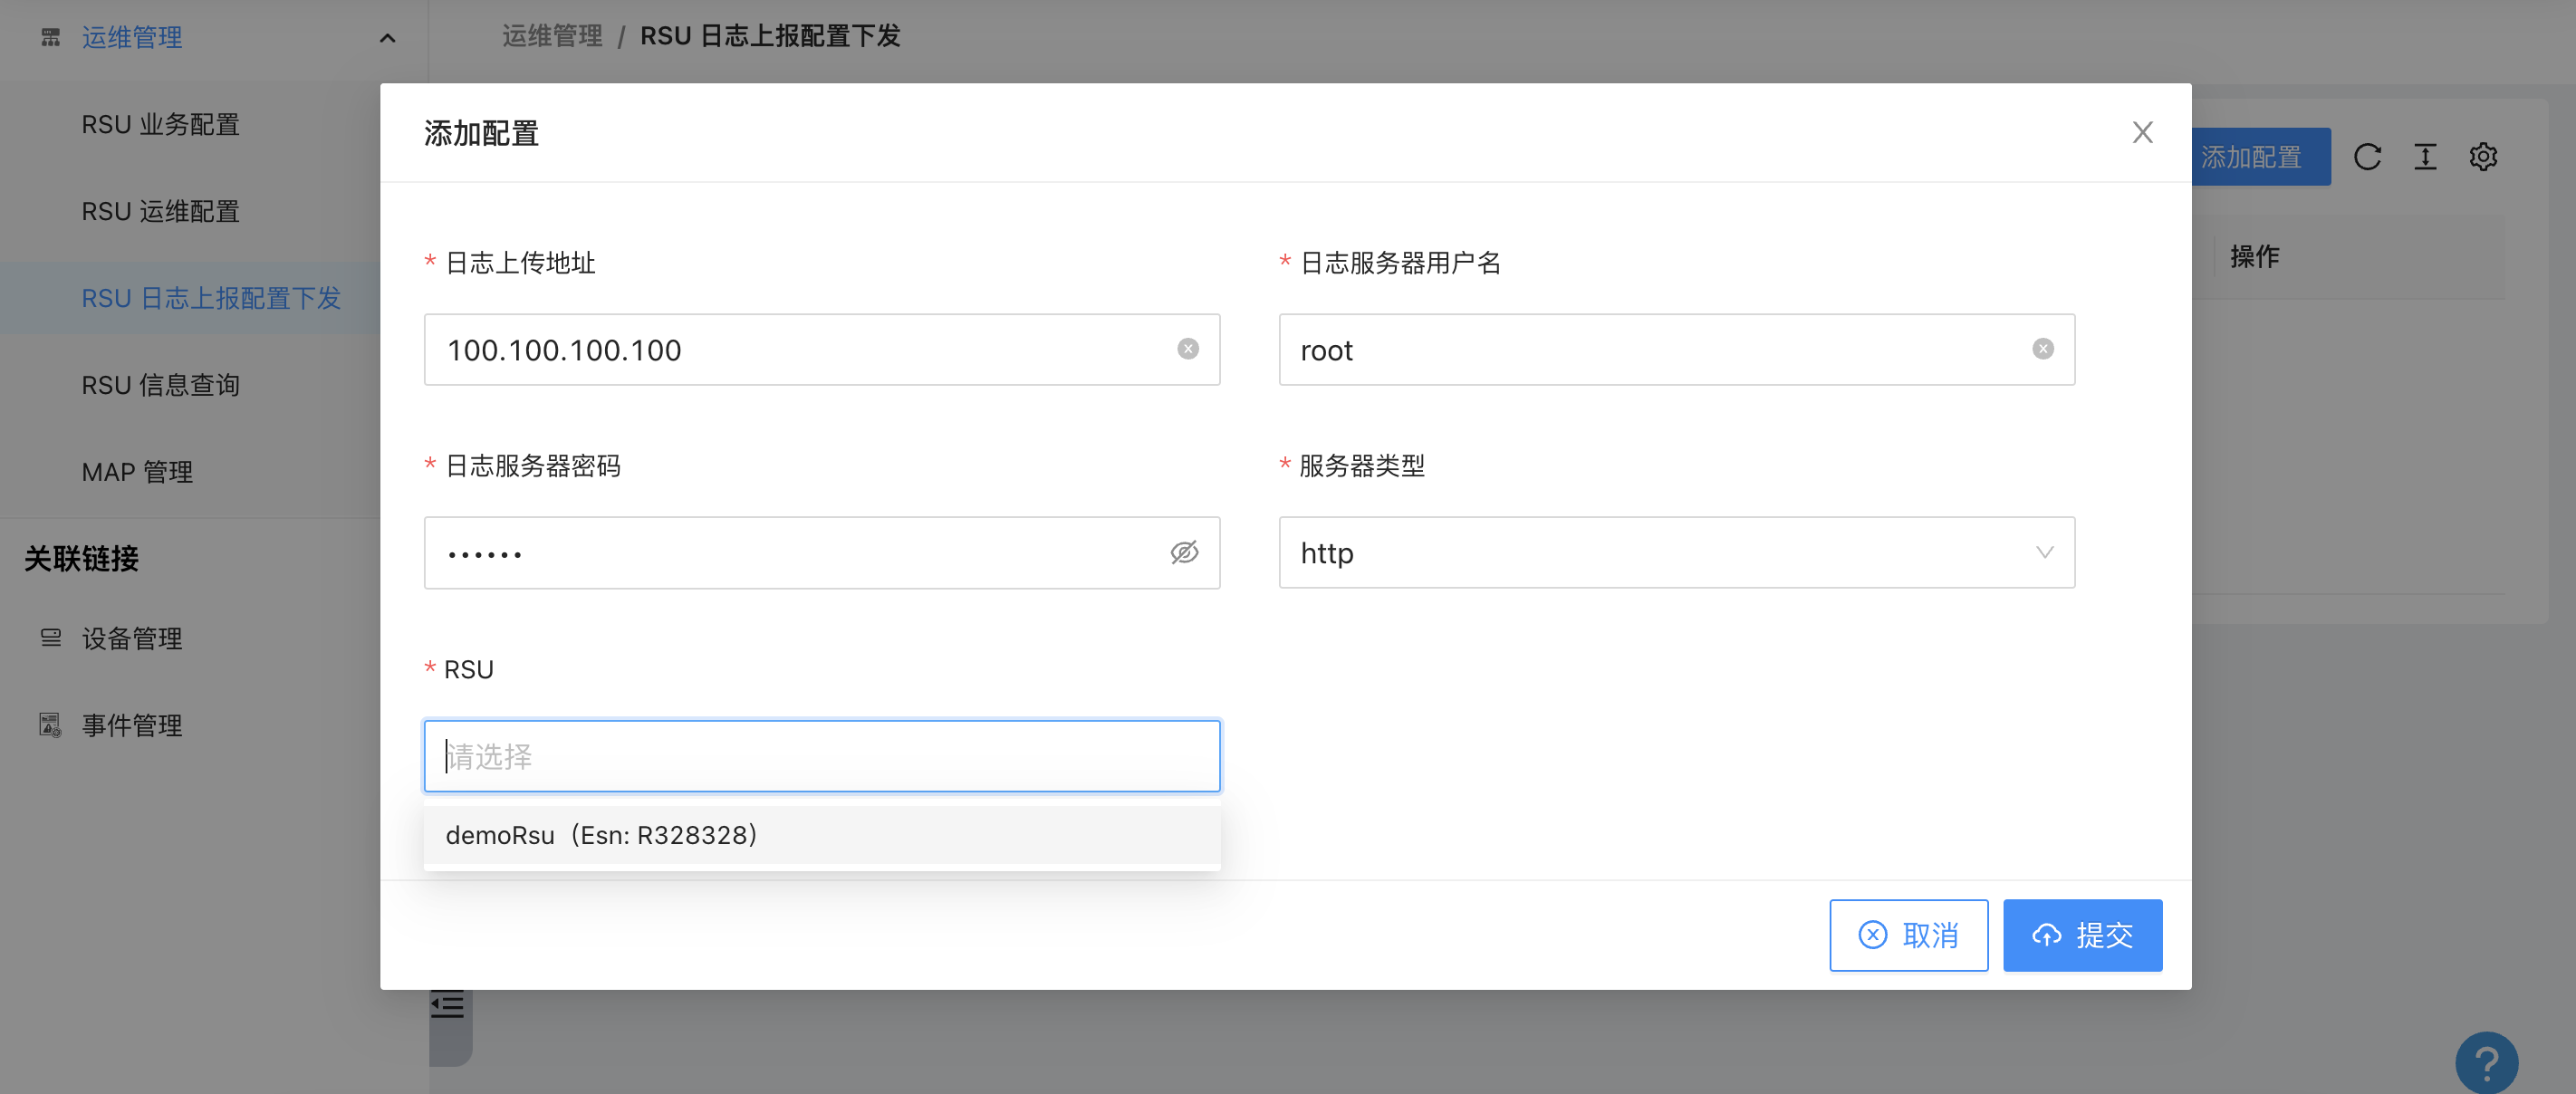 运维管理
RSU 业务配置
RSU 运维配置
RSU 日志上报配置下发
RSU 信息查询
MAP 管理
关联链接
设备管理
事件管理
运维管理 / RSU 日志上报配置下发
添加配置
操作
添加配置
* 日志上传地址
100.100.100.100
* 日志服务器用户名
root
* 日志服务器密码
••••••
* 服务器类型
http
* RSU
请选择
demoRsu（Esn: R328328）
取消
提交
?